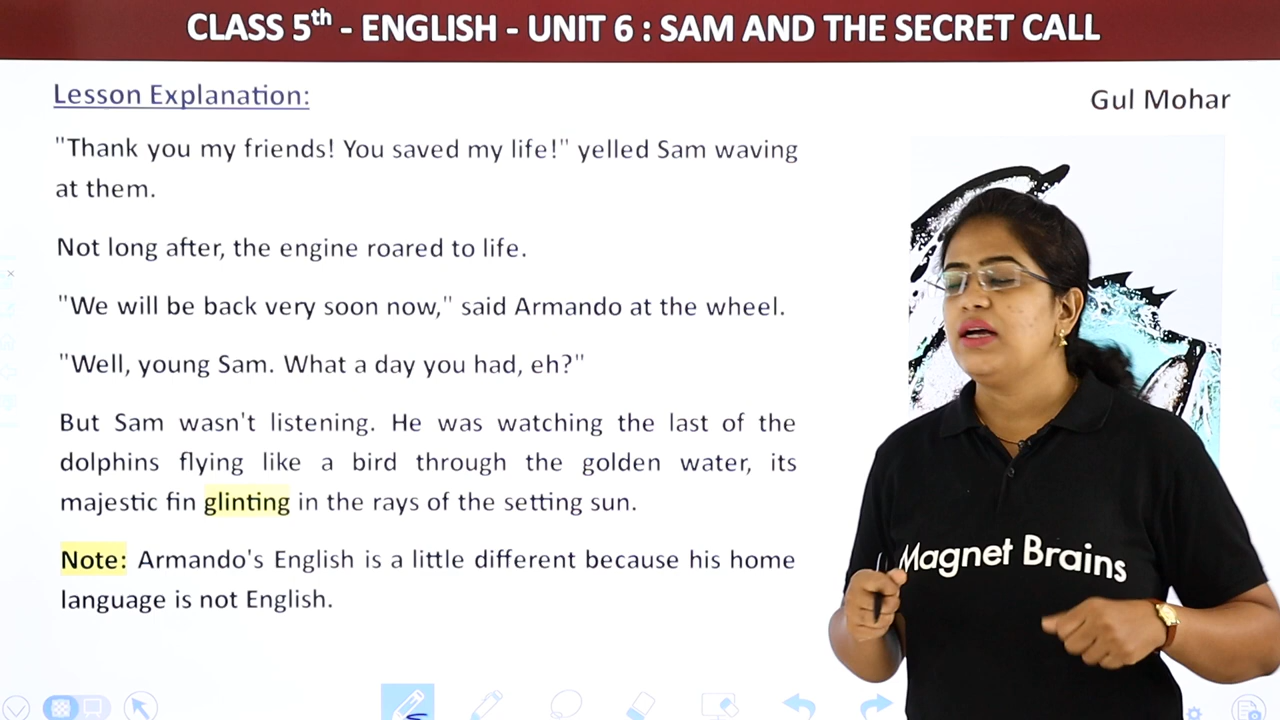 CLASS 5th - ENGLISH - UNIT 6 : SAM AND THE SECRET CALL
Lesson Explanation:
Gul Mohar
"Thank you my friends! You saved my life!" yelled Sam waving
at them.
Not long after, the engine roared to life.
"We will be back very soon now," said Armando at the wheel.
"Well, young Sam. What a day you had, eh?"
But Sam wasn't listening. He was watching the last of the
dolphins flying like a bird through the golden water, its
majestic fin glinting in the rays of the setting sun.
Note: Armando's English is a little different because his home
language is not English.
Magnet Brains